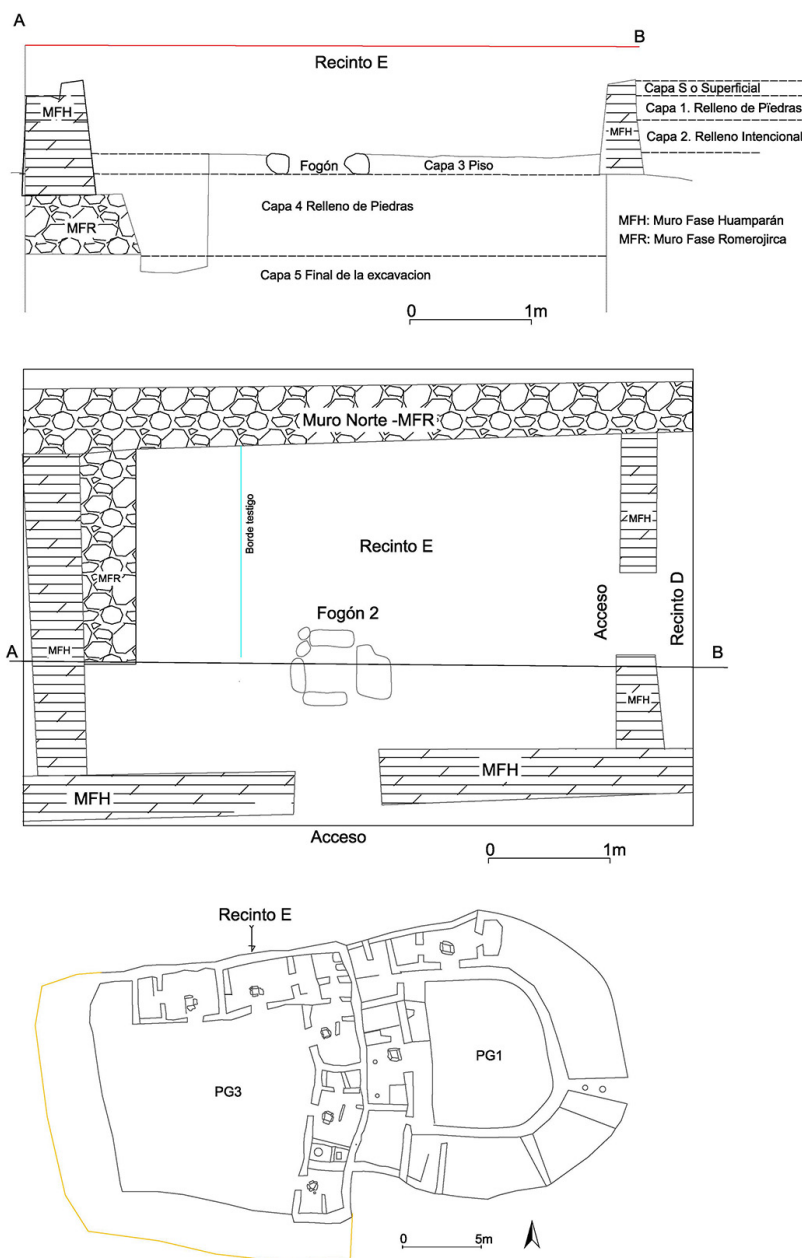 A
B
Recinto E
MFH
Capa S o Superficial
Capa 1. Relleno de Pïedras
MFH
Capa 2. Relleno Intencional
Fogón
Capa 3 Piso
Capa 4 Relleno de Piedras
MFR
MFH: Muro Fase Huamparán
MFR: Muro Fase Romerojirca
Capa 5 Final de la excavacion
0 1m
Muro Norte -MFR
MFH
Borde testigo
Recinto E
MFR
Acceso
Recinto D
Fogón 2
MFH
A
B
MFH
MFH
MFH
Acceso
0 1m
Recinto E
PG3
PG1
0 5m